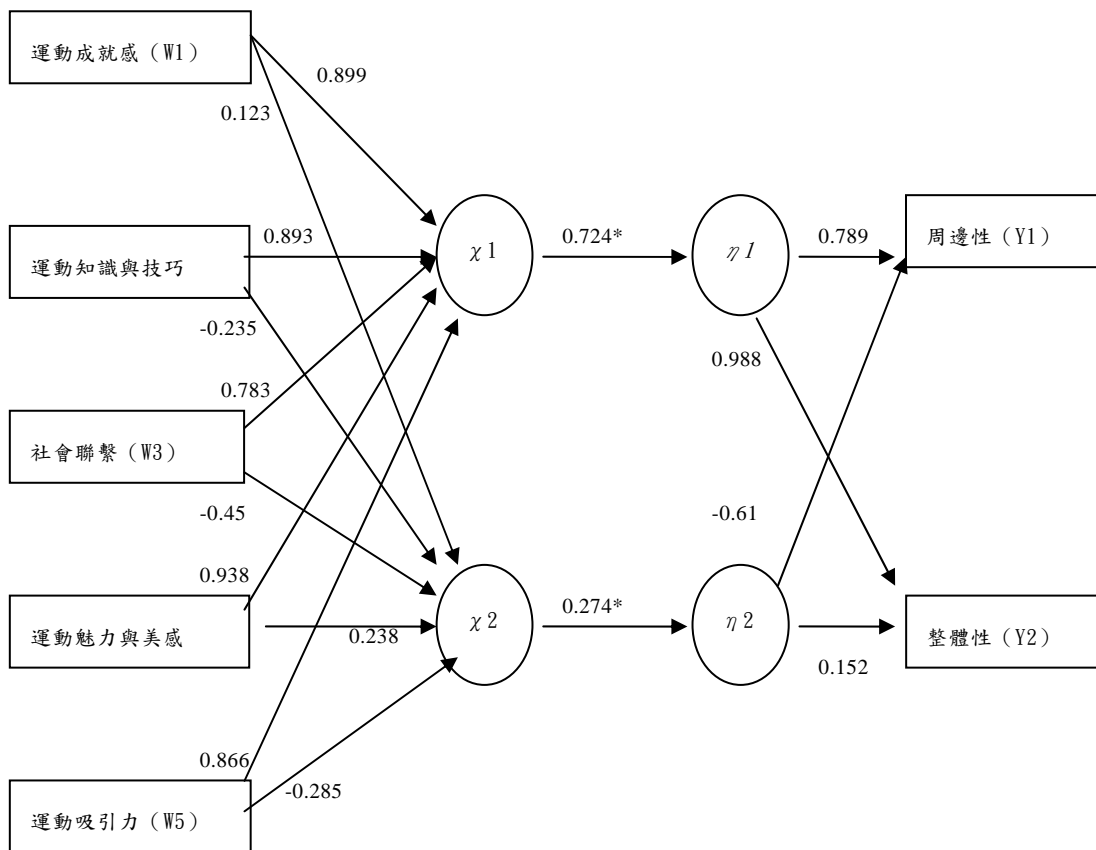 運動成就感（W1）
0.899
0.123
運動知識與技巧
0.893
χ1
0.724*
η1
0.789
周邊性（Y1）
-0.235
0.988
0.783
社會聯繫（W3）
-0.45
-0.61
0.938
運動魅力與美感
0.238
χ2
0.274*
η2
0.152
整體性（Y2）
0.866
-0.285
運動吸引力（W5）